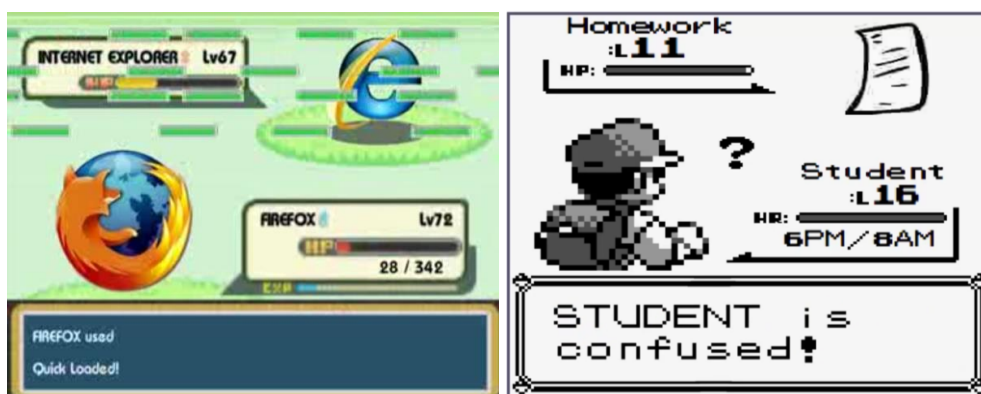 INTERNET EXPLORER Lv67
HP
FIREFOX Lv72
HP
28 / 342
EXP
FIREFOX used
Quick Loaded!
Homework
:L11
HP:
?
Student
:L16
HP:
6PM/8AM
STUDENT is
confused!